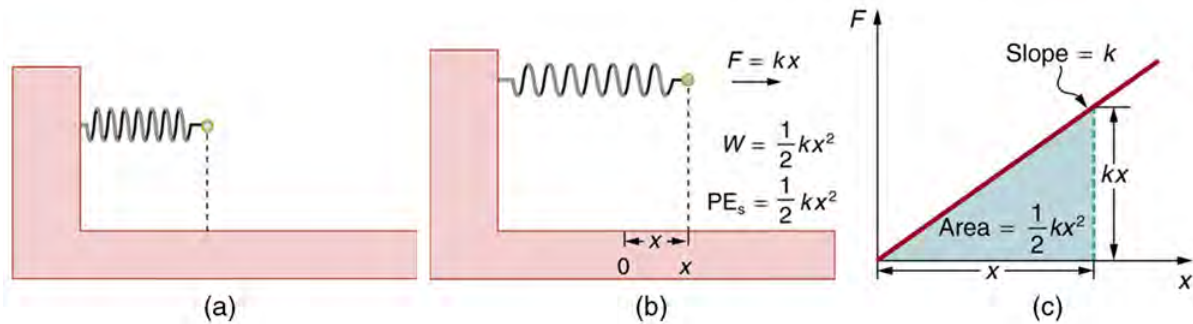 F = kx
W = 1/2 kx²
PEₛ = 1/2 kx²
x
0 x
(a)
(b)
F
Slope = k
kx
Area = 1/2 kx²
x
x
(c)